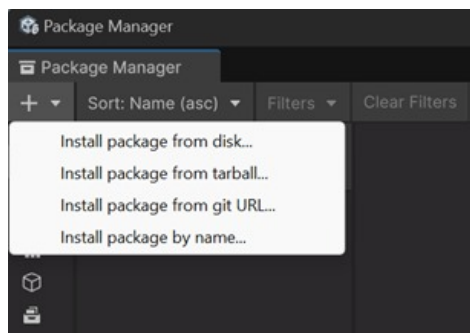 Package Manager
Package Manager
+ Sort: Name (asc) Filters Clear Filters
Install package from disk...
Install package from tarball...
Install package from git URL...
Install package by name...